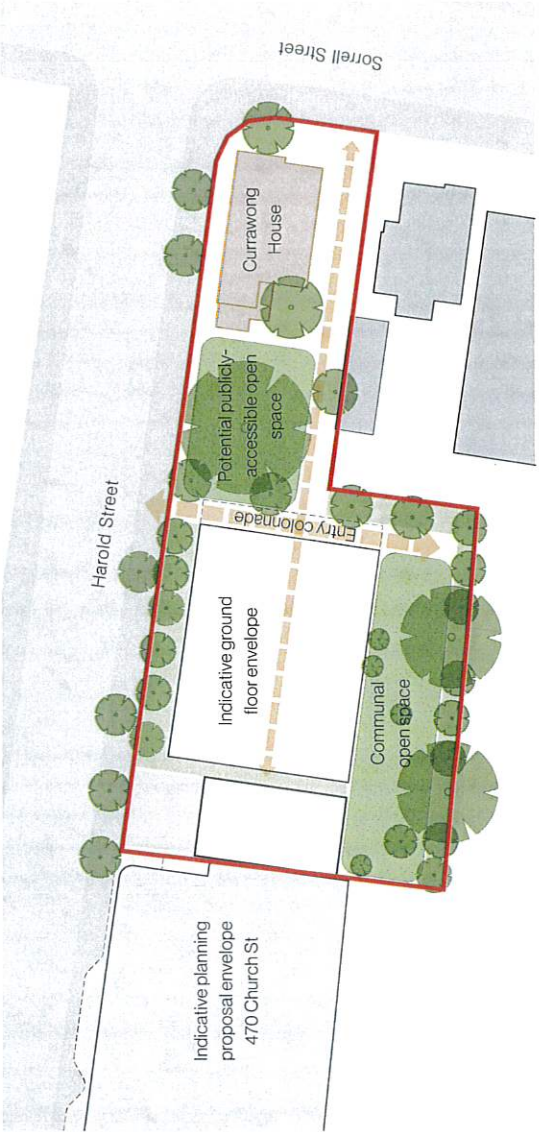 Sorrell Street
Currawong
House
Potential publicly-
accessible open
space
Harold Street
Entry colonnade
Indicative ground
floor envelope
Communal
open space
Indicative planning
proposal envelope
470 Church St